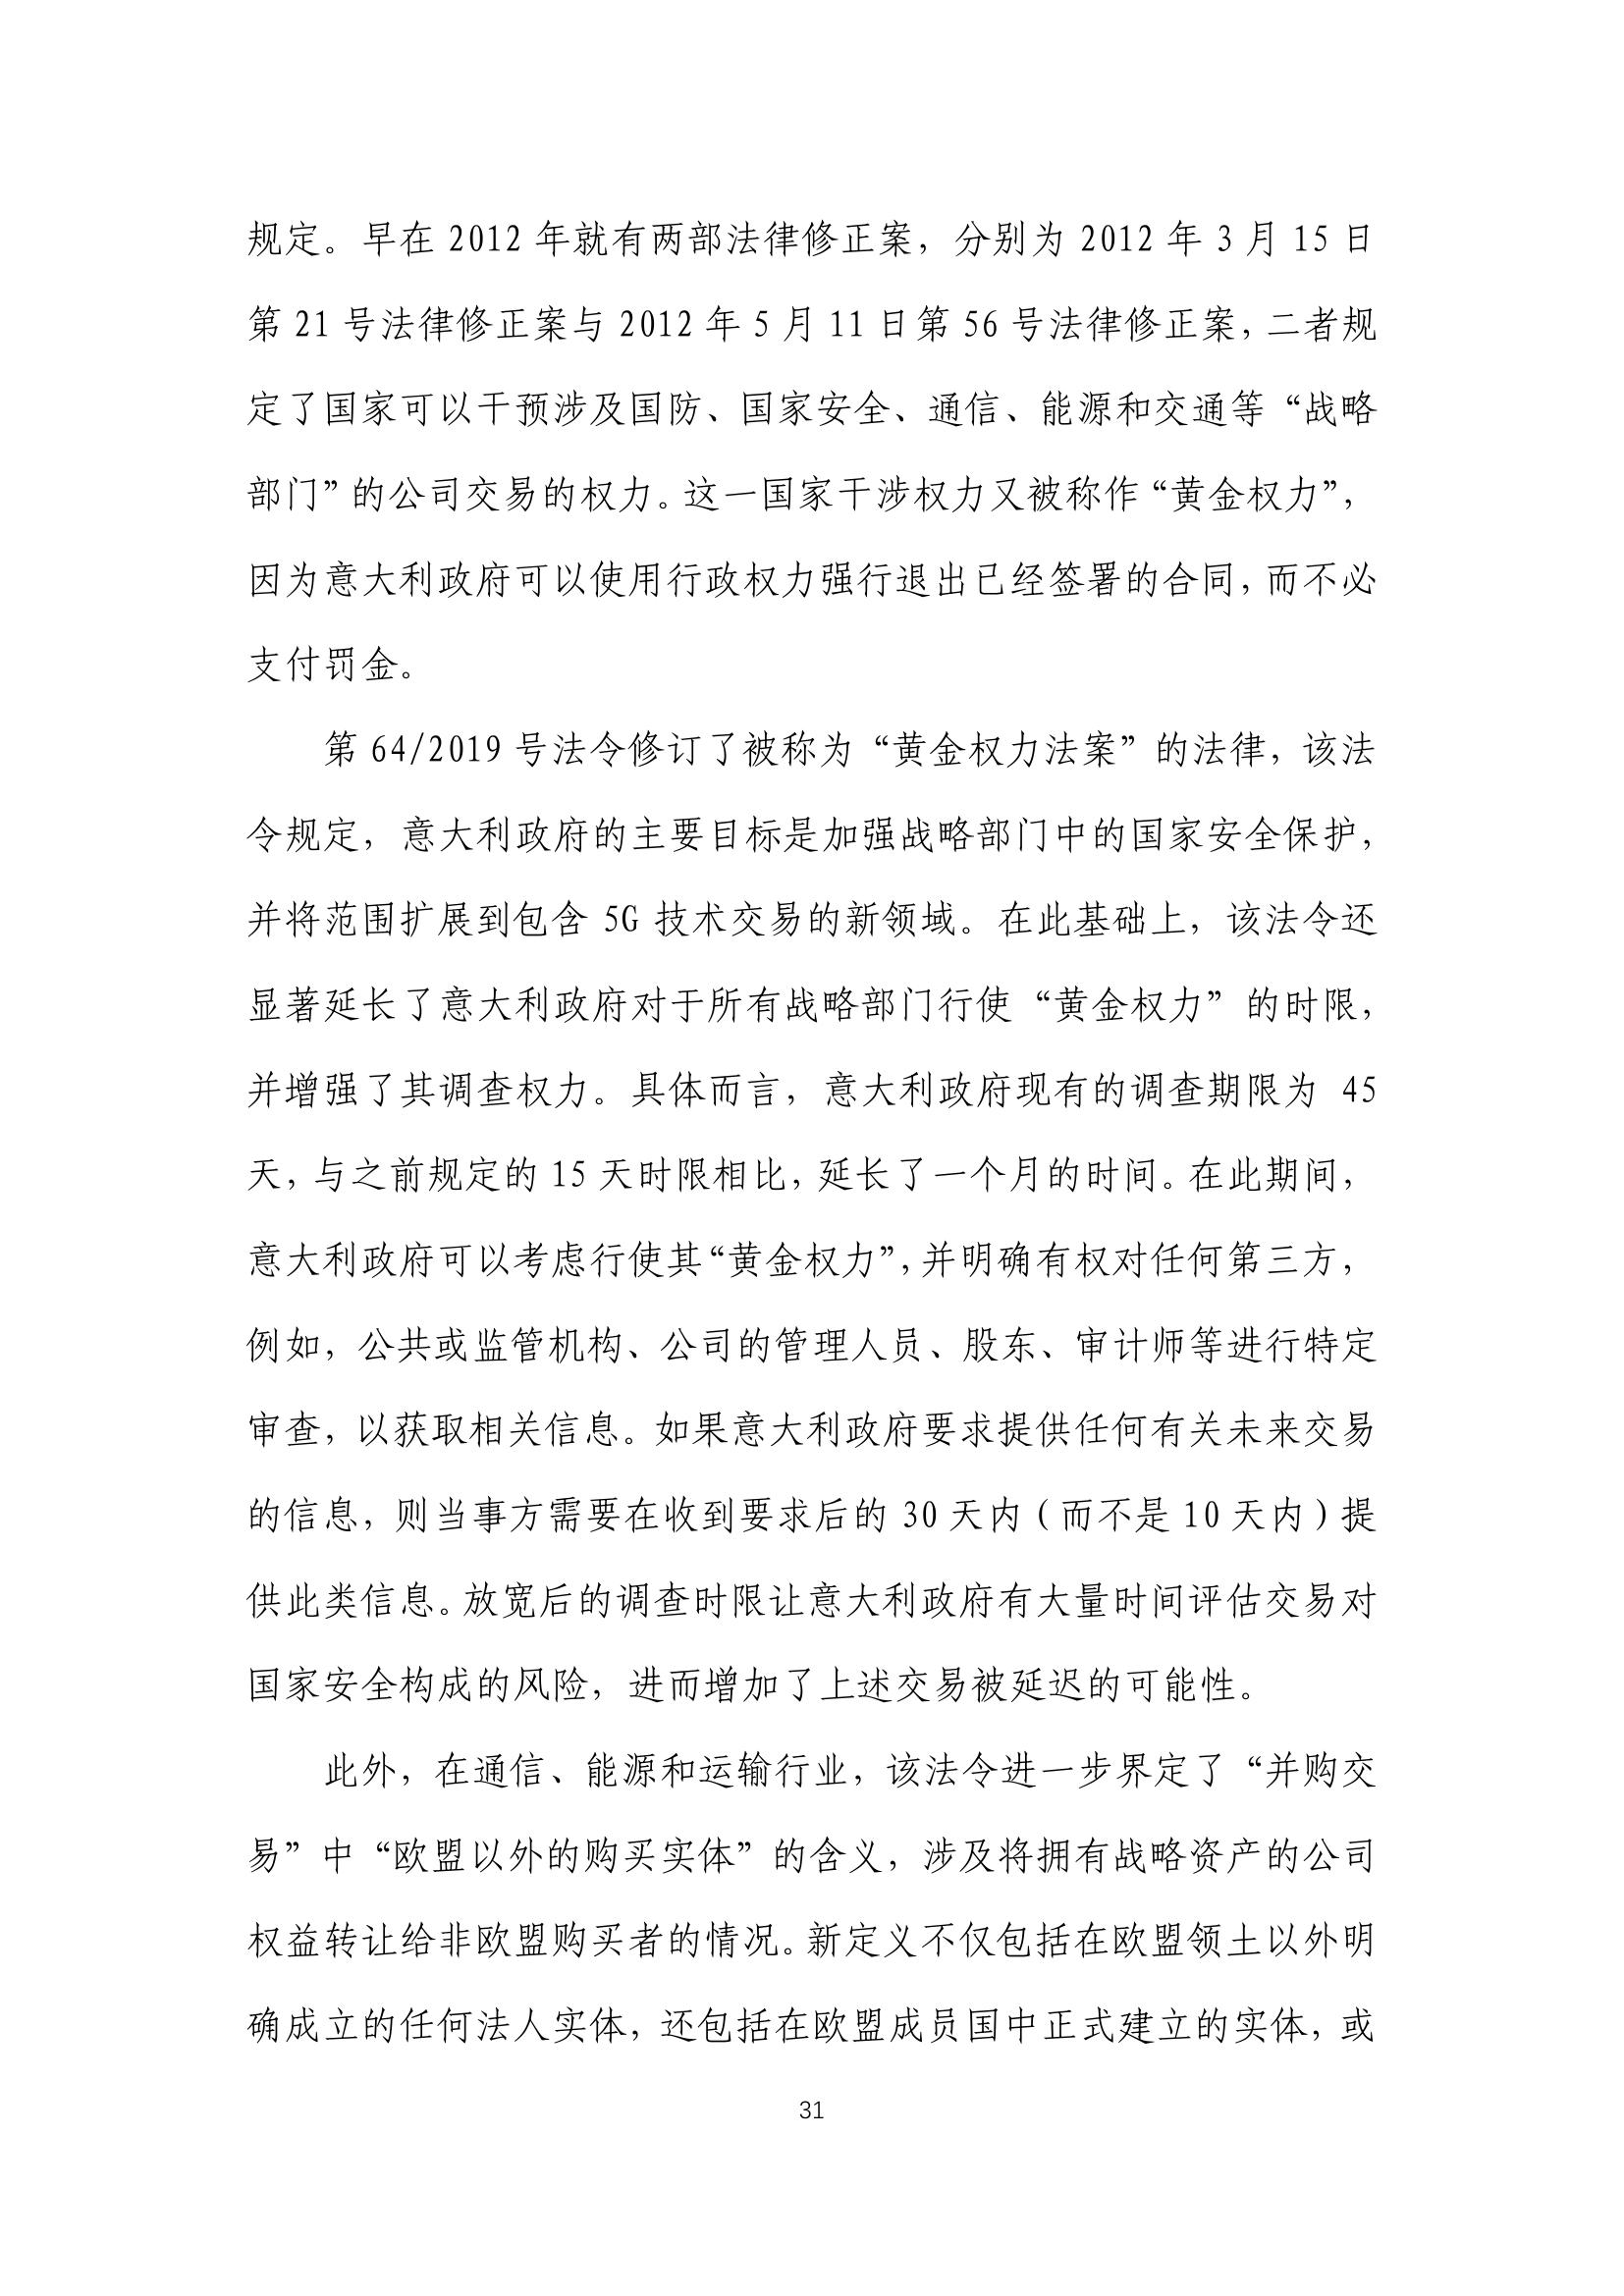 规定。早在 2012 年就有两部法律修正案，分别为 2012 年 3 月 15 日
第 21 号法律修正案与 2012 年 5 月 11 日第 56 号法律修正案，二者规
定了国家可以干预涉及国防、国家安全、通信、能源和交通等“战略
部门”的公司交易的权力。这一国家干涉权力又被称作“黄金权力”，
因为意大利政府可以使用行政权力强行退出已经签署的合同，而不必
支付罚金。
第 64/2019 号法令修订了被称为“黄金权力法案”的法律，该法
令规定，意大利政府的主要目标是加强战略部门中的国家安全保护，
并将范围扩展到包含 5G 技术交易的新领域。在此基础上，该法令还
显著延长了意大利政府对于所有战略部门行使“黄金权力”的时限，
并增强了其调查权力。具体而言，意大利政府现有的调查期限为 45
天，与之前规定的 15 天时限相比，延长了一个月的时间。在此期间，
意大利政府可以考虑行使其“黄金权力”，并明确有权对任何第三方，
例如，公共或监管机构、公司的管理人员、股东、审计师等进行特定
审查，以获取相关信息。如果意大利政府要求提供任何有关未来交易
的信息，则当事方需要在收到要求后的 30 天内（而不是 10 天内）提
供此类信息。放宽后的调查时限让意大利政府有大量时间评估交易对
国家安全构成的风险，进而增加了上述交易被延迟的可能性。
此外，在通信、能源和运输行业，该法令进一步界定了“并购交
易”中“欧盟以外的购买实体”的含义，涉及将拥有战略资产的公司
权益转让给非欧盟购买者的情况。新定义不仅包括在欧盟领土以外明
确成立的任何法人实体，还包括在欧盟成员国中正式建立的实体，或
31